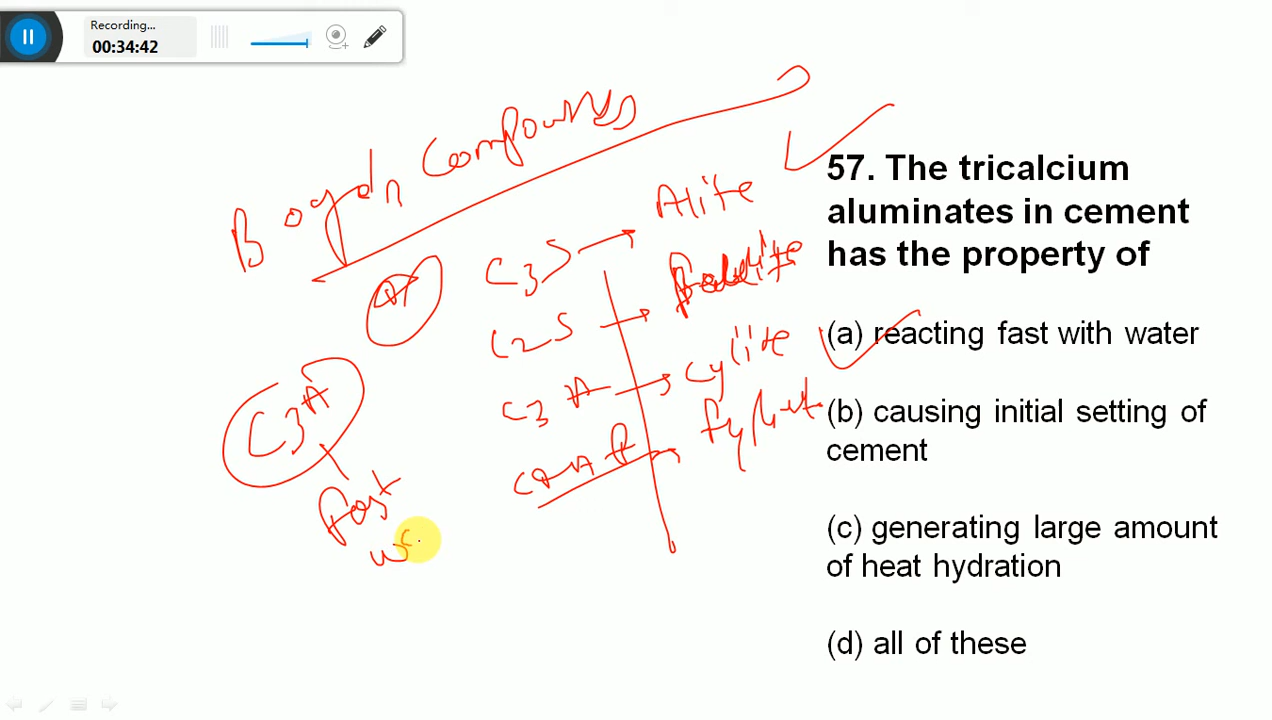 Recording...
00:34:42
Compounds
C3S → Alite
C2S →
C3A → Cylite
C3A
Fast
57. The tricalcium
aluminates in cement
has the property of
(a) reacting fast with water
(b) causing initial setting of
cement
(c) generating large amount
of heat hydration
(d) all of these